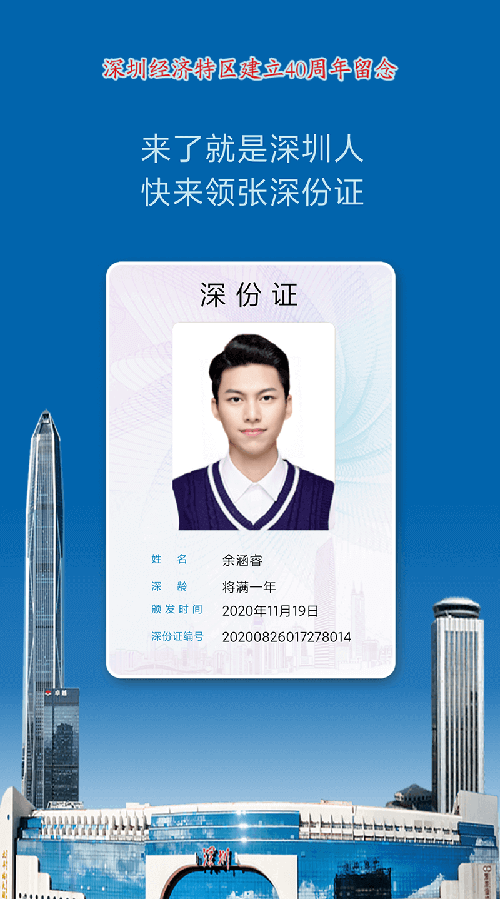 深圳经济特区建立40周年留念
来了就是深圳人
快来领张深份证
深份证
姓 名 余涵睿
深 龄 将满一年
颁发时间 2020年11月19日
深份证编号 20200826017278014
深圳